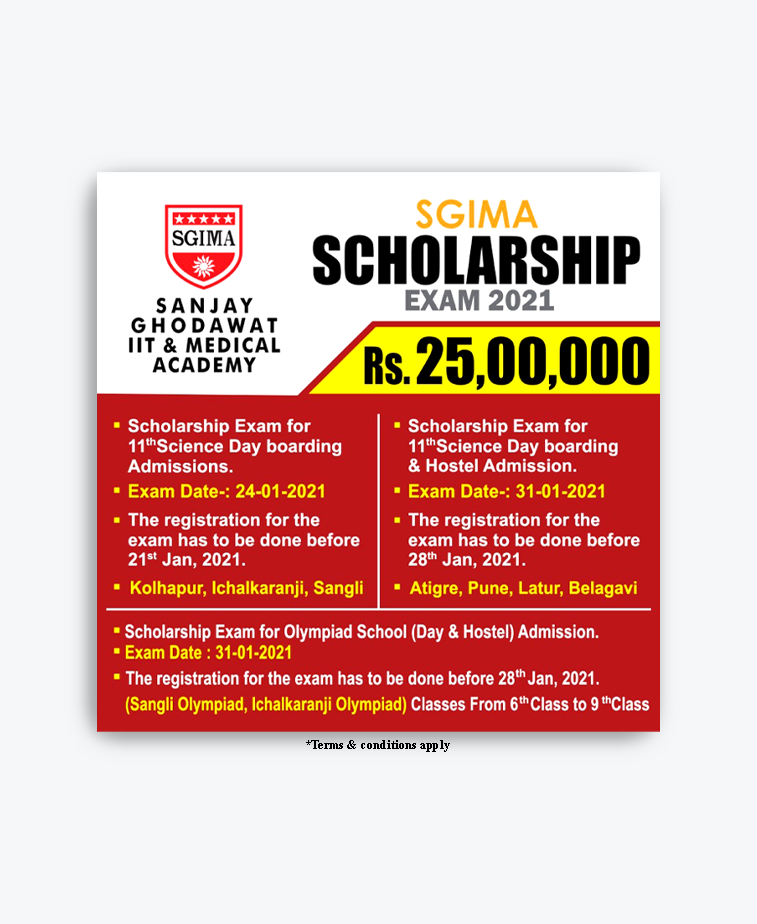 SGIMA
SANJAY
GHODAWAT
IIT & MEDICAL
ACADEMY
SGIMA
SCHOLARSHIP
EXAM 2021
Rs. 25,00,000
Scholarship Exam for
11thScience Day boarding
Admissions.
Exam Date-: 24-01-2021
The registration for the
exam has to be done before
21st Jan, 2021.
Kolhapur, Ichalkaranji, Sangli
Scholarship Exam for
11thScience Day boarding
& Hostel Admission.
Exam Date-: 31-01-2021
The registration for the
exam has to be done before
28th Jan, 2021.
Atigre, Pune, Latur, Belagavi
Scholarship Exam for Olympiad School (Day & Hostel) Admission.
Exam Date : 31-01-2021
The registration for the exam has to be done before 28th Jan, 2021.
(Sangli Olympiad, Ichalkaranji Olympiad) Classes From 6th Class to 9th Class
*Terms & conditions apply